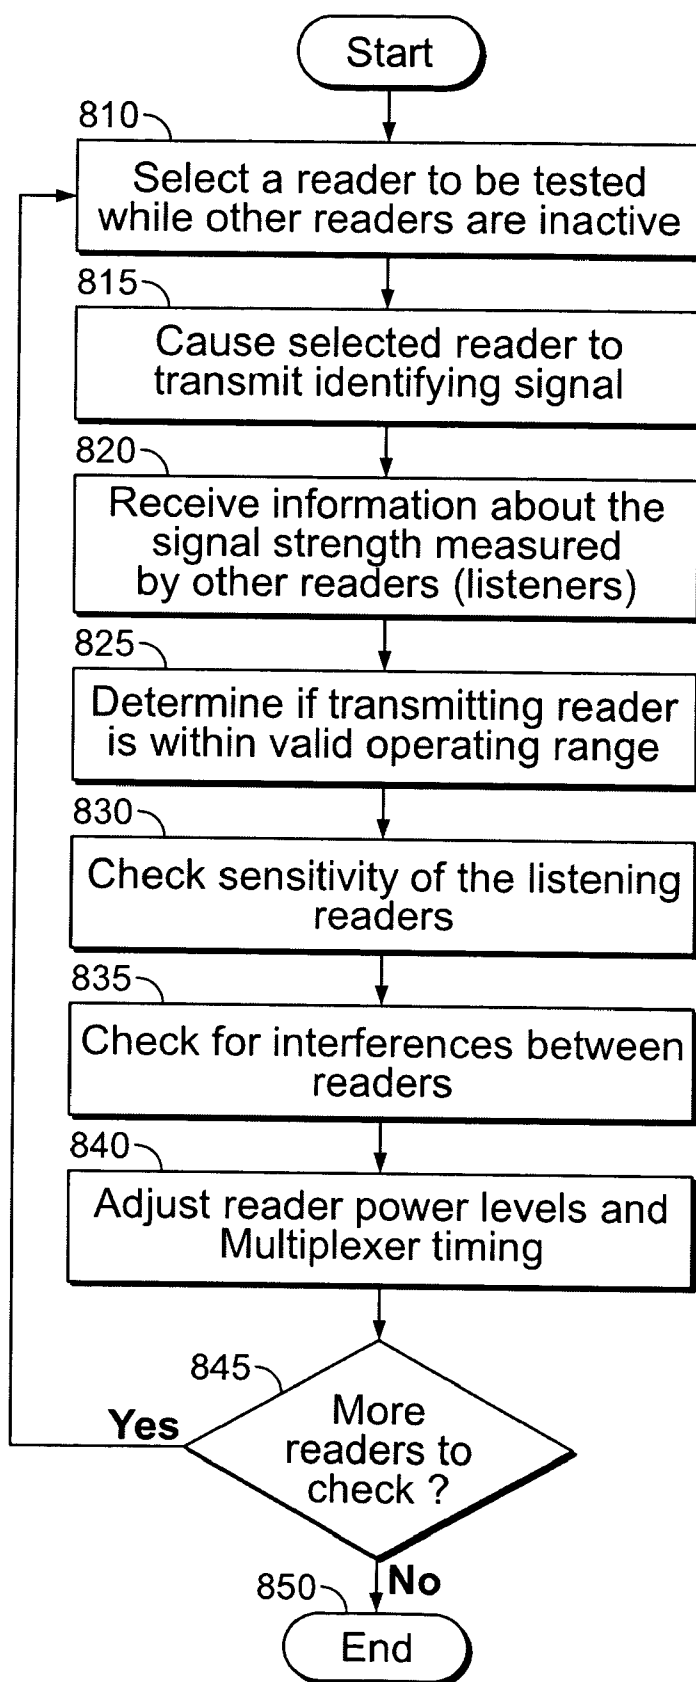 Start
810
Select a reader to be tested
while other readers are inactive
815
Cause selected reader to
transmit identifying signal
820
Receive information about the
signal strength measured
by other readers (listeners)
825
Determine if transmitting reader
is within valid operating range
830
Check sensitivity of the listening
readers
835
Check for interferences between
readers
840
Adjust reader power levels and
Multiplexer timing
845
More
readers to
check ?
Yes
No
850
End